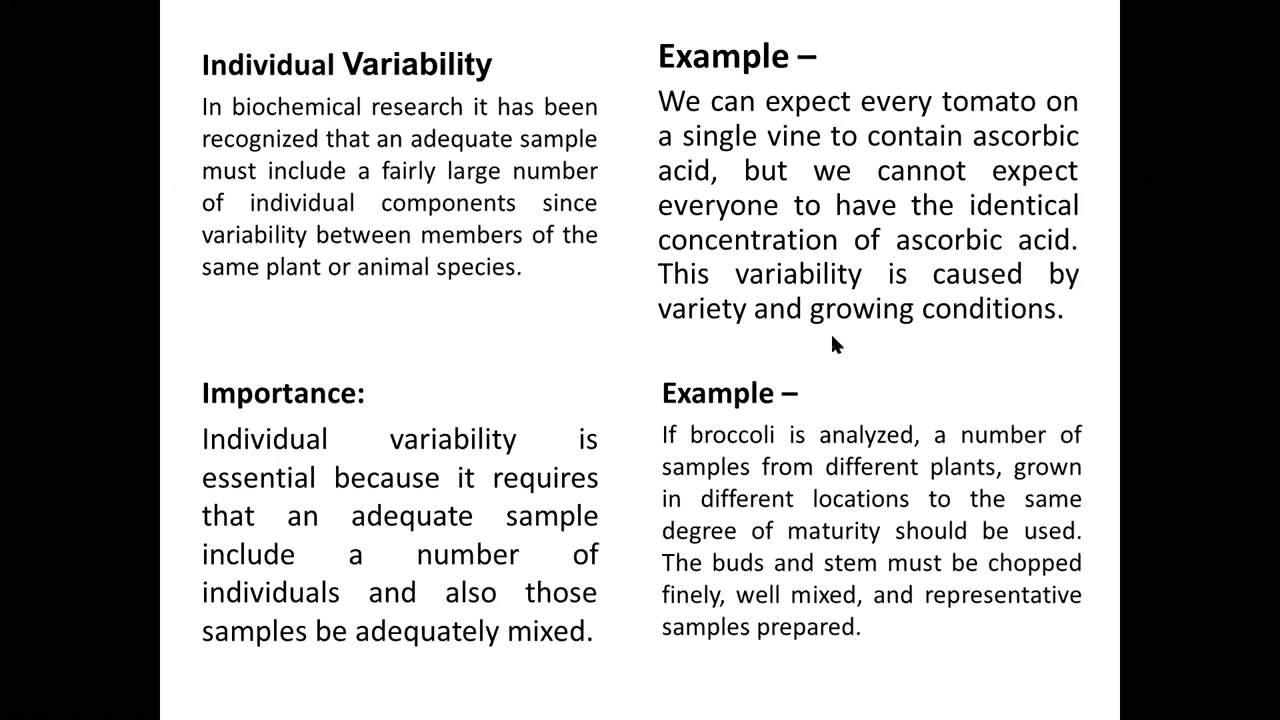 Individual Variability
In biochemical research it has been
recognized that an adequate sample
must include a fairly large number
of individual components since
variability between members of the
same plant or animal species.
Example –
We can expect every tomato on
a single vine to contain ascorbic
acid, but we cannot expect
everyone to have the identical
concentration of ascorbic acid.
This variability is caused by
variety and growing conditions.
Importance:
Individual variability is
essential because it requires
that an adequate sample
include a number of
individuals and also those
samples be adequately mixed.
Example –
If broccoli is analyzed, a number of
samples from different plants, grown
in different locations to the same
degree of maturity should be used.
The buds and stem must be chopped
finely, well mixed, and representative
samples prepared.